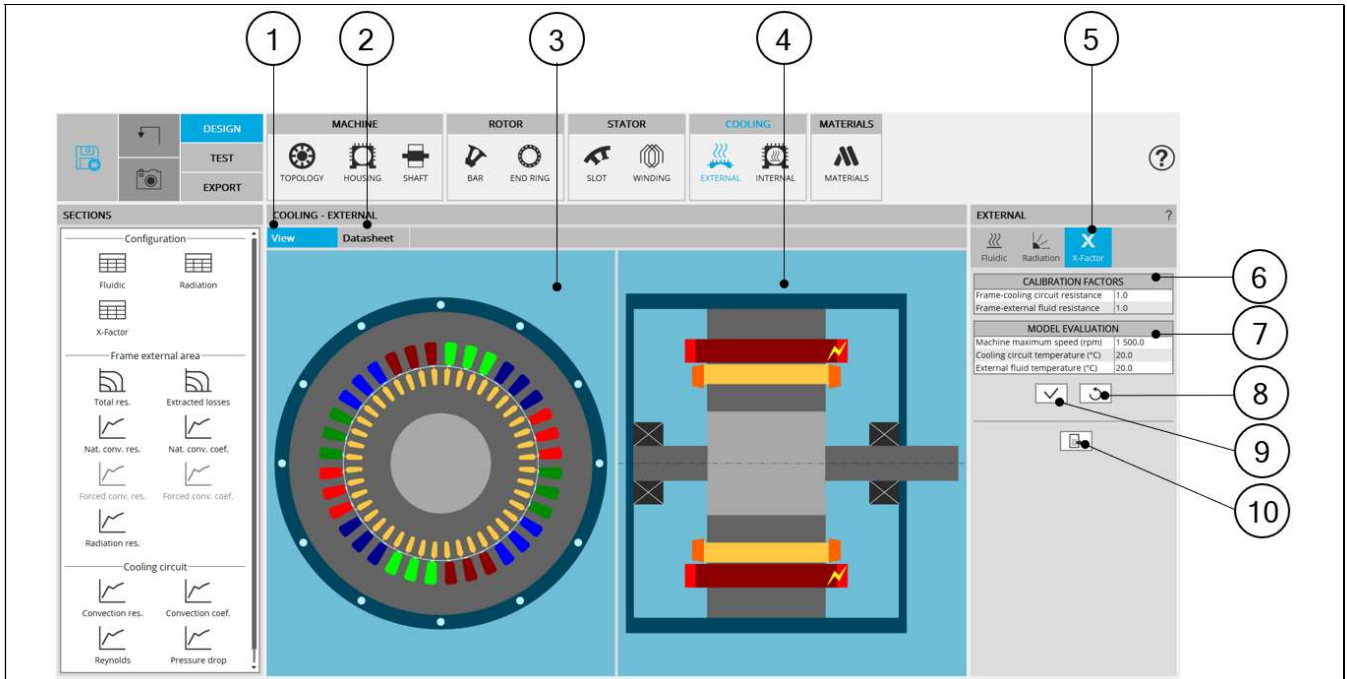 1 2 3 4 5
DESIGN
TEST
EXPORT
MACHINE ROTOR STATOR COOLING MATERIALS
TOPOLOGY HOUSING SHAFT BAR END RING SLOT WINDING EXTERNAL INTERNAL MATERIALS
?
SECTIONS
Configuration
Fluidic Radiation
X-Factor
Frame external area
Total res. Extracted losses
Nat. conv. res. Nat. conv. coef.
Forced conv. res. Forced conv. coef.
Radiation res.
Cooling circuit
Convection res. Convection coef.
Reynolds Pressure drop
COOLING - EXTERNAL
View Datasheet
EXTERNAL ?
Fluidic Radiation X-Factor
CALIBRATION FACTORS
Frame-cooling circuit resistance 1.0
Frame-external fluid resistance 1.0
MODEL EVALUATION
Machine maximum speed (rpm) 1 500.0
Cooling circuit temperature (°C) 20.0
External fluid temperature (°C) 20.0
6
7
8
9
10